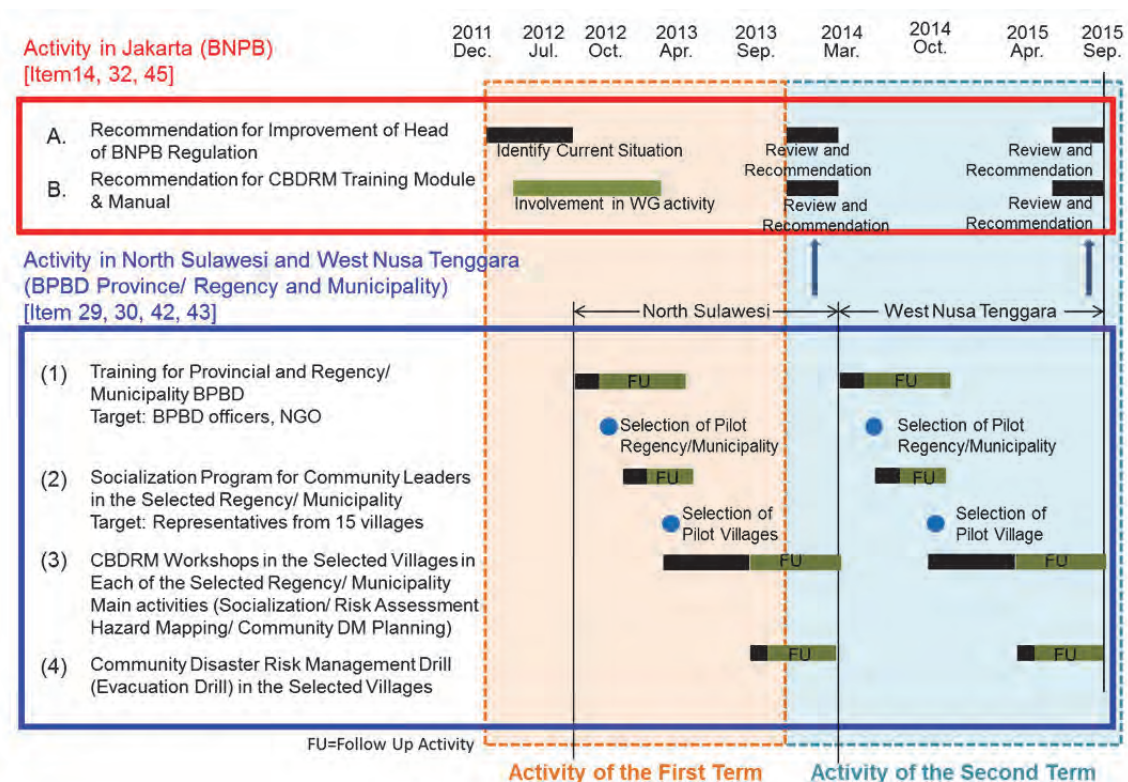 2011 2012 2012 2013 2013 2014 2014 2015 2015
Dec. Jul. Oct. Apr. Sep. Mar. Oct. Apr. Sep.
Activity in Jakarta (BNPB)
[Item14, 32, 45]
A. Recommendation for Improvement of Head
of BNPB Regulation
Identify Current Situation
Review and
Recommendation
Review and
Recommendation
B. Recommendation for CBDRM Training Module
& Manual
Involvement in WG activity
Review and
Recommendation
Review and
Recommendation
Activity in North Sulawesi and West Nusa Tenggara
(BPBD Province/ Regency and Municipality)
[Item 29, 30, 42, 43]
North Sulawesi
West Nusa Tenggara
(1) Training for Provincial and Regency/
Municipality BPBD
Target: BPBD officers, NGO
FU
FU
Selection of Pilot
Regency/Municipality
Selection of Pilot
Regency/Municipality
(2) Socialization Program for Community Leaders
in the Selected Regency/ Municipality
Target: Representatives from 15 villages
FU
FU
Selection of
Pilot Villages
Selection of
Pilot Village
(3) CBDRM Workshops in the Selected Villages in
Each of the Selected Regency/ Municipality
Main activities (Socialization/ Risk Assessment
Hazard Mapping/ Community DM Planning)
FU
FU
(4) Community Disaster Risk Management Drill
(Evacuation Drill) in the Selected Villages
FU
FU
FU=Follow Up Activity
Activity of the First Term
Activity of the Second Term